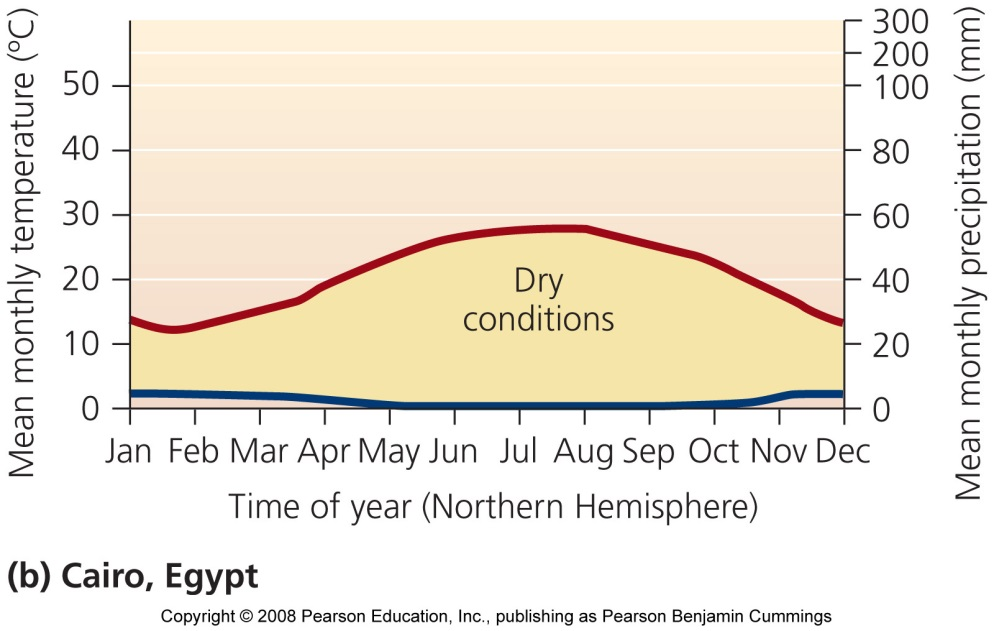 Mean monthly temperature (°C)
50
40
30
20
10
0
Dry
conditions
300
200
100
80
60
40
20
0
Mean monthly precipitation (mm)
Jan Feb Mar Apr May Jun Jul Aug Sep Oct Nov Dec
Time of year (Northern Hemisphere)
(b) Cairo, Egypt
Copyright © 2008 Pearson Education, Inc., publishing as Pearson Benjamin Cummings